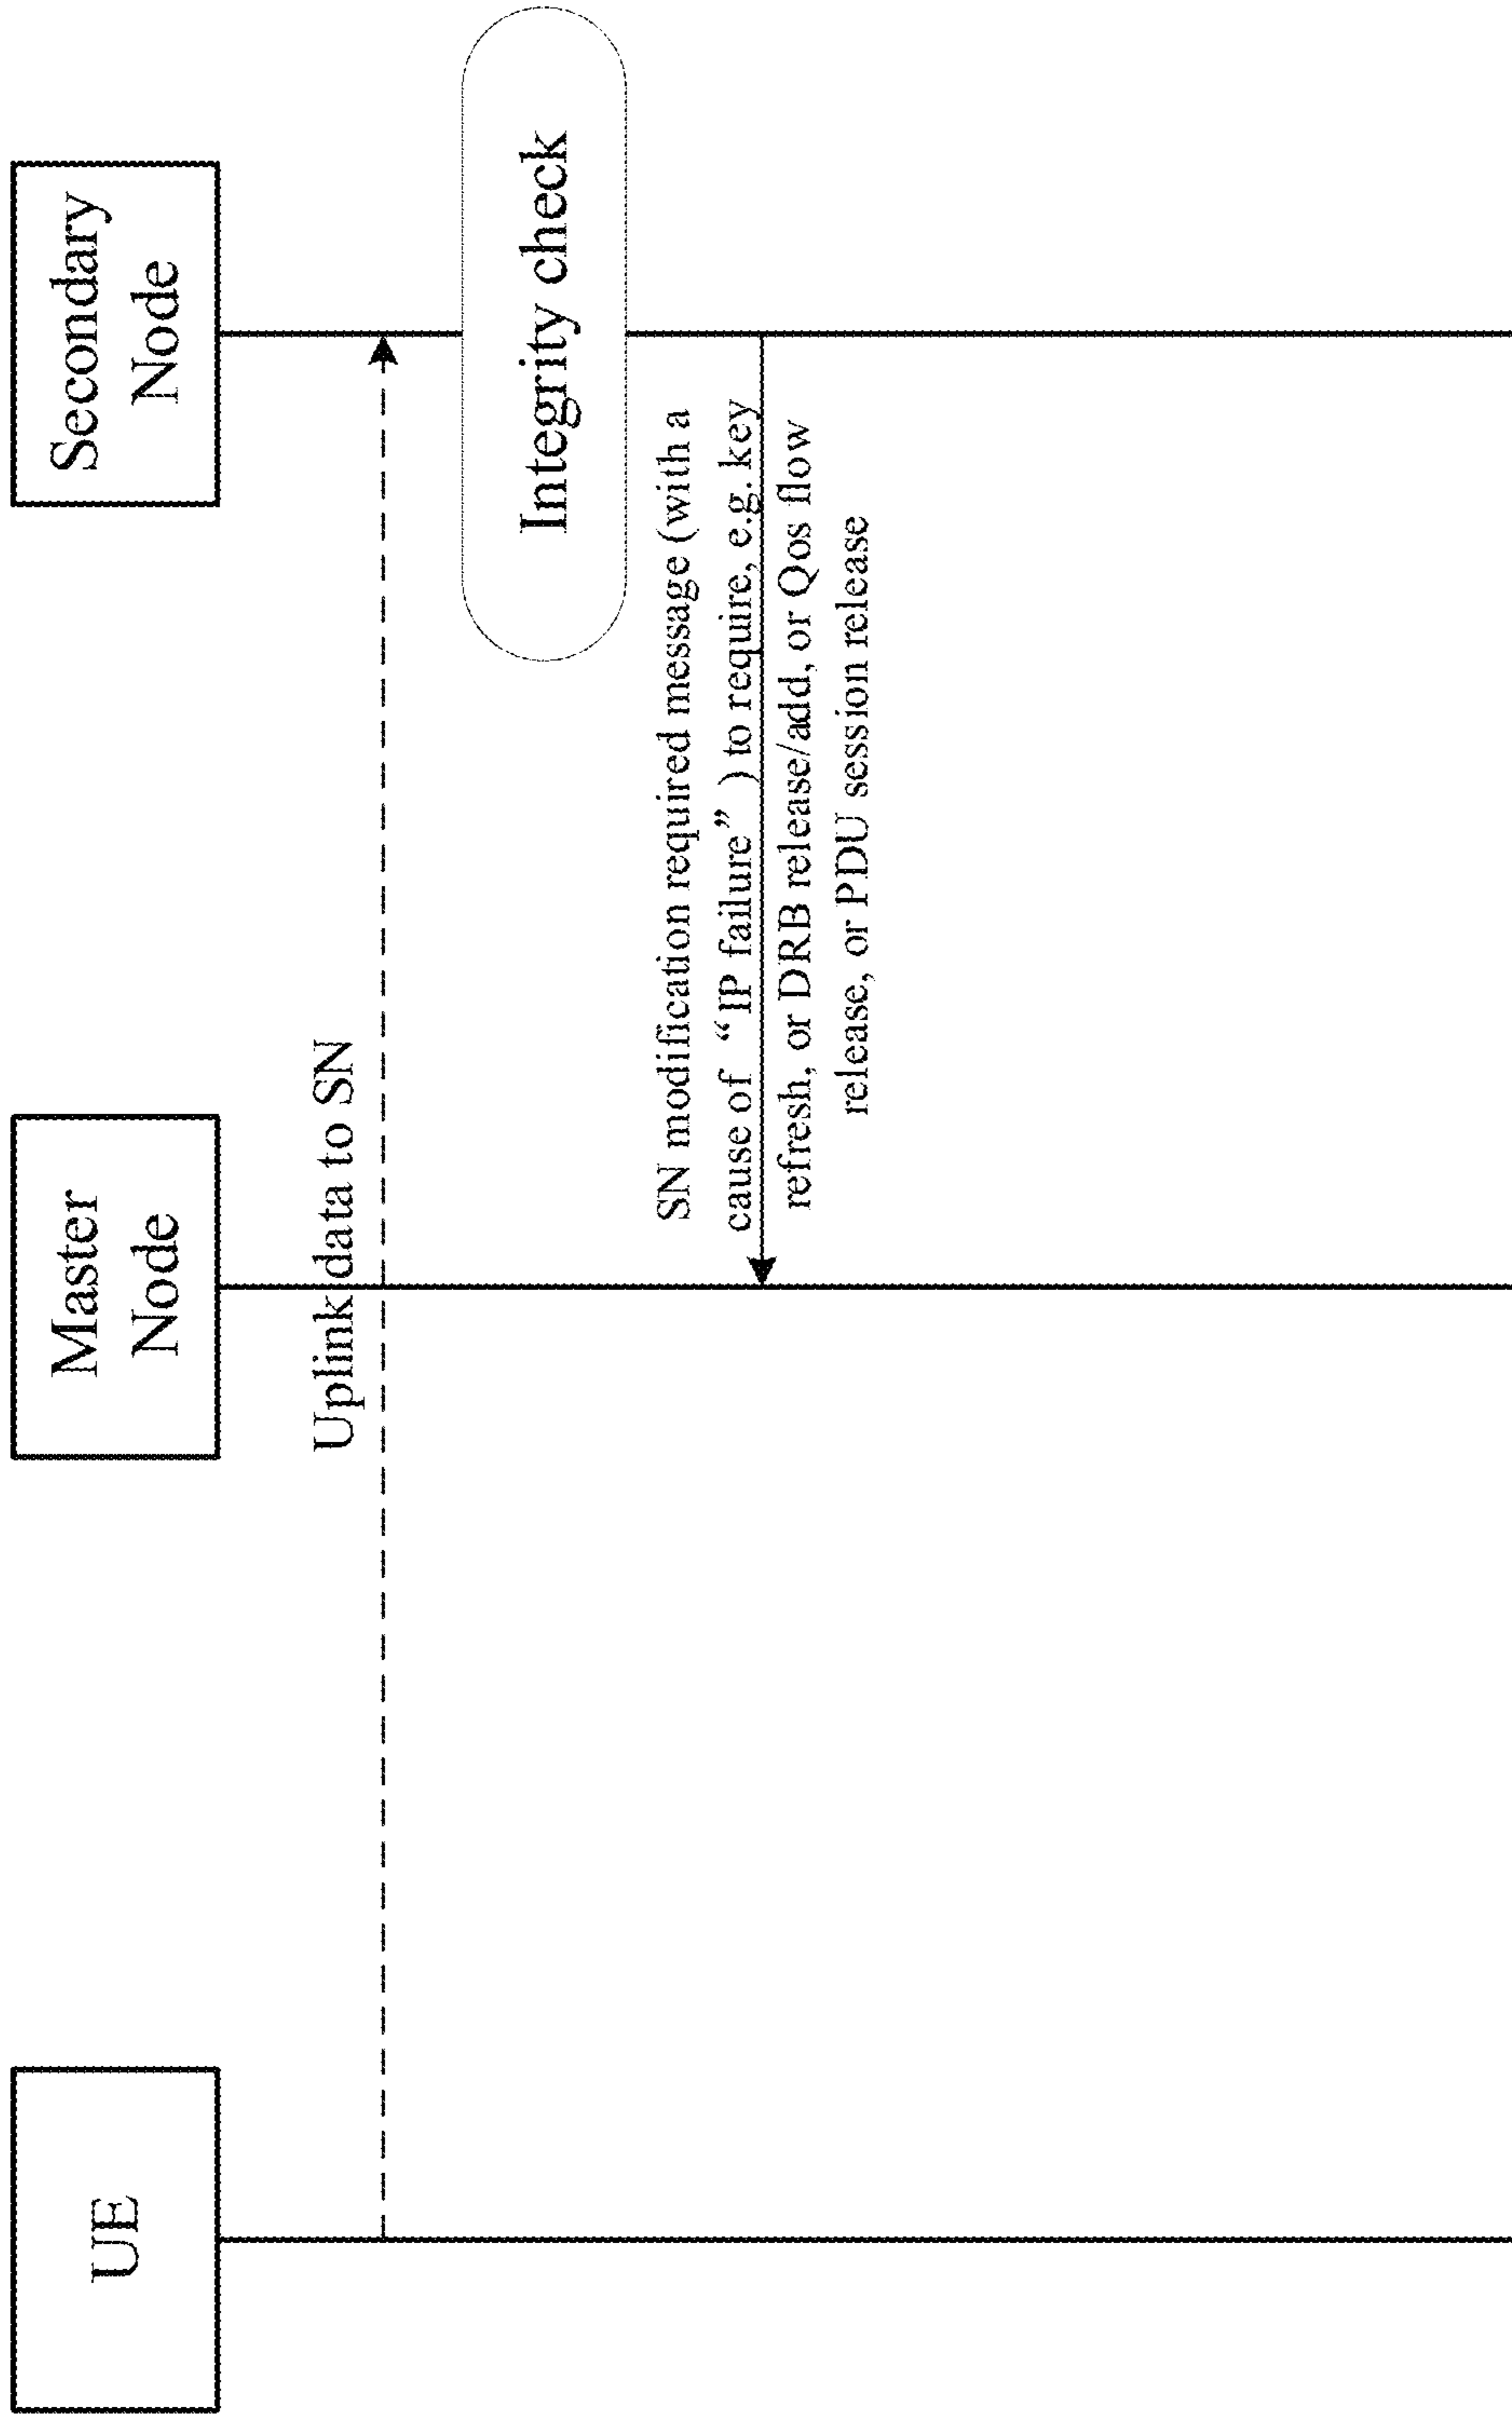 UE
Master
Node
Secondary
Node
Uplink data to SN
Integrity check
SN modification required message (with a
cause of “IP failure” ) to require, e.g. key
refresh, or DRB release/add, or Qos flow
release, or PDU session release